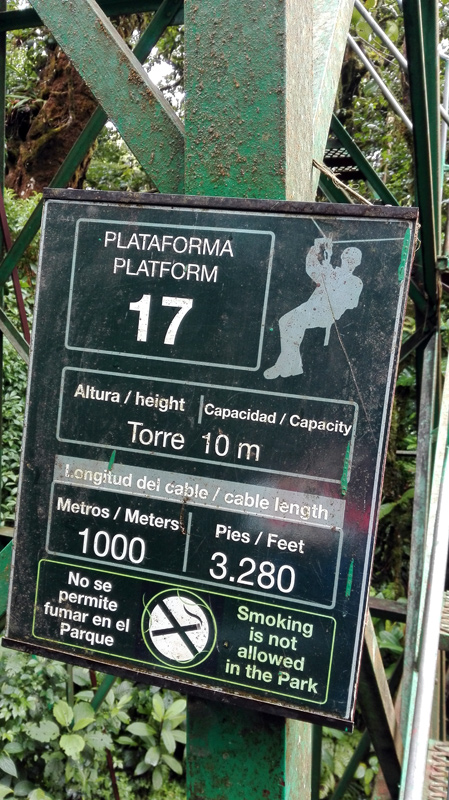 PLATAFORMA
PLATFORM
17
Altura / height Capacidad / Capacity
Torre 10 m
Longitud del cable / cable length
Metros / Meters Pies / Feet
1000 3.280
No se
permite
fumar en el
Parque
Smoking
is not
allowed
in the Park